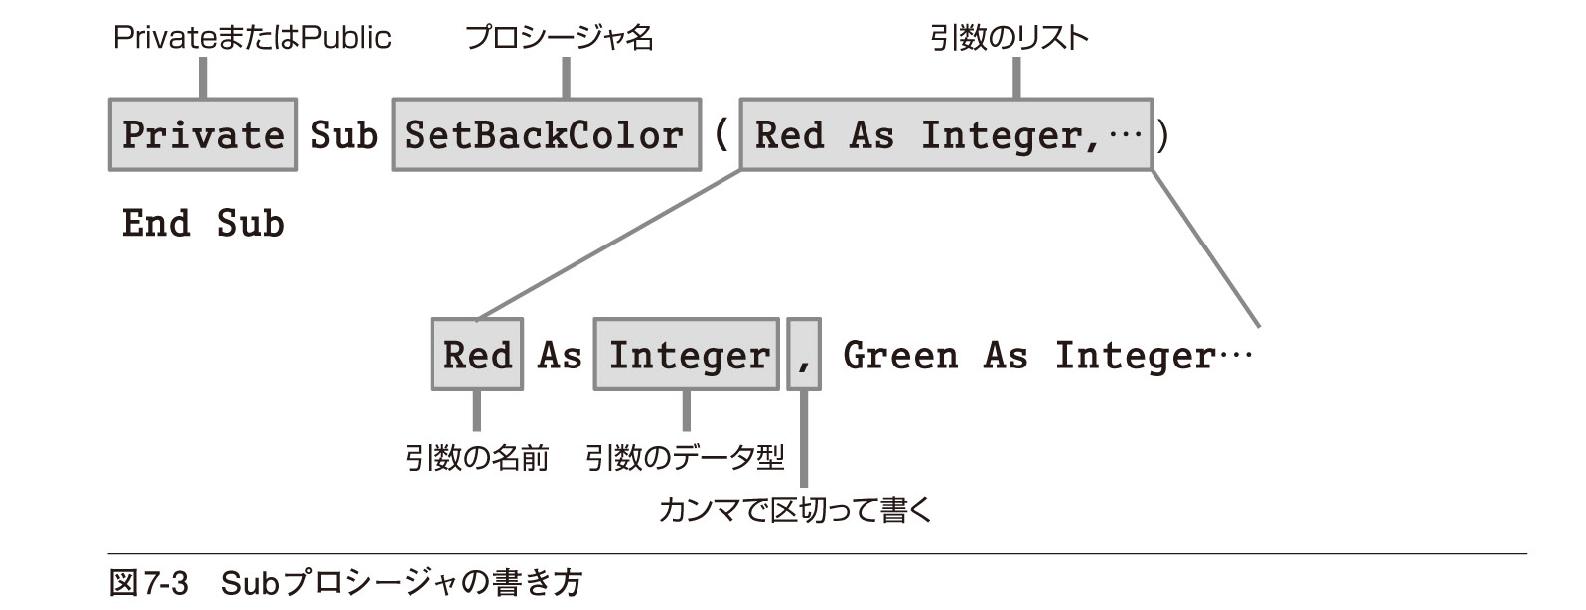 PrivateまたはPublic プロシージャ名 引数のリスト
Private Sub SetBackColor ( Red As Integer,…)
End Sub
Red As Integer , Green As Integer…
引数の名前 引数のデータ型
カンマで区切って書く
図7-3 Subプロシージャの書き方